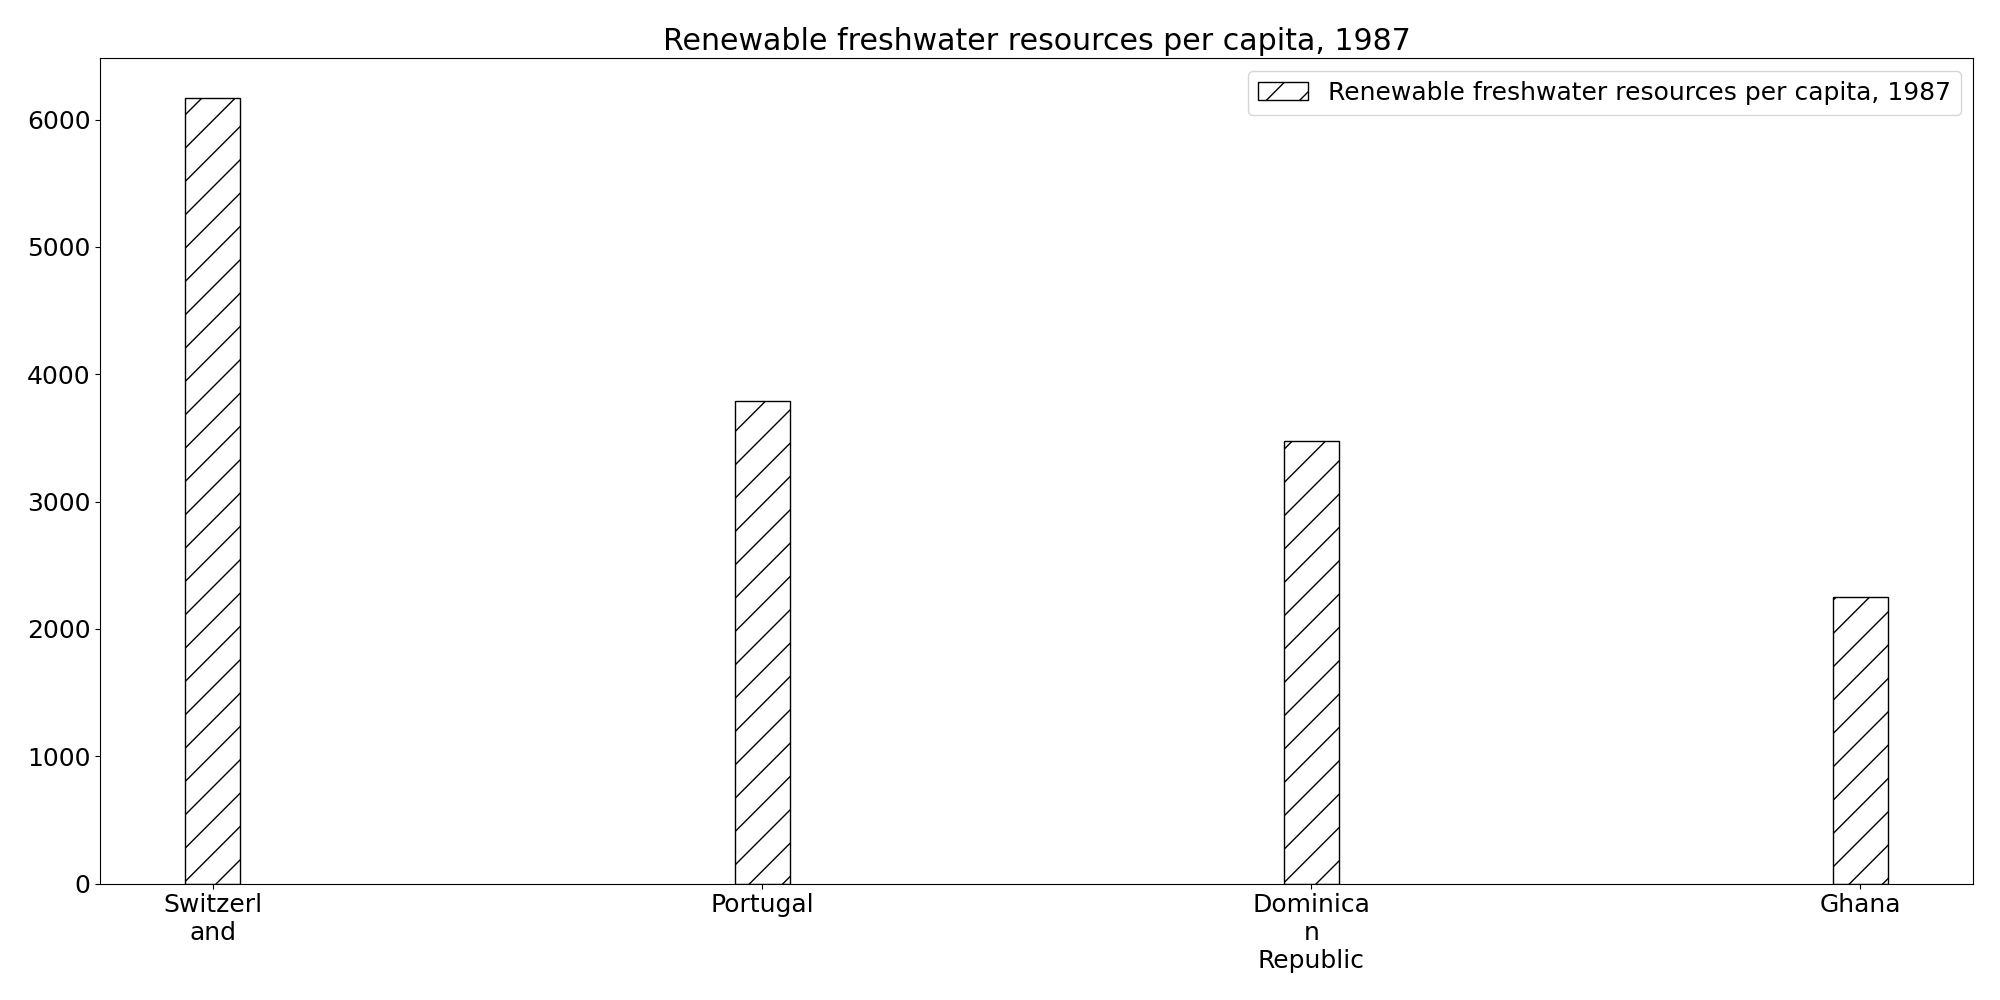 Renewable freshwater resources per capita, 1987
Renewable freshwater resources per capita, 1987
6000
5000
4000
3000
2000
1000
0
Switzerl
and
Portugal
Dominica
n
Republic
Ghana